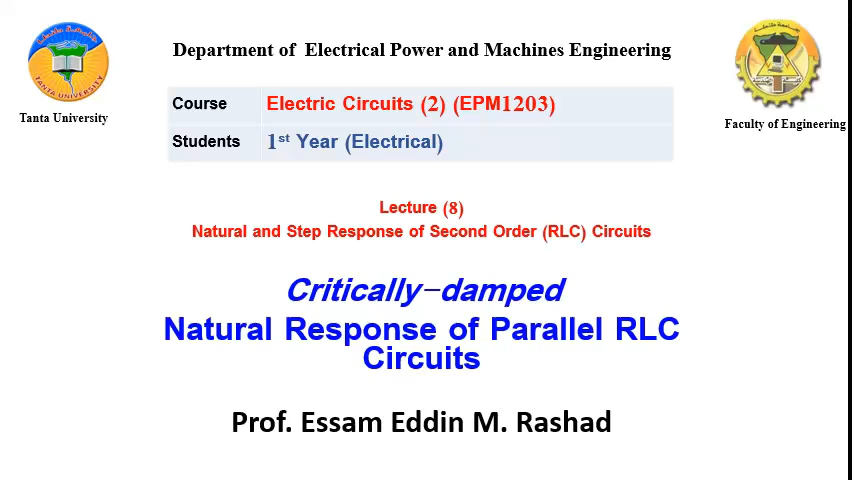 Department of Electrical Power and Machines Engineering
TANTA UNIVERSITY
Tanta University
Faculty of Engineering
Course Electric Circuits (2) (EPM1203)
Students 1st Year (Electrical)
Lecture (8)
Natural and Step Response of Second Order (RLC) Circuits
Critically-damped
Natural Response of Parallel RLC
Circuits
Prof. Essam Eddin M. Rashad